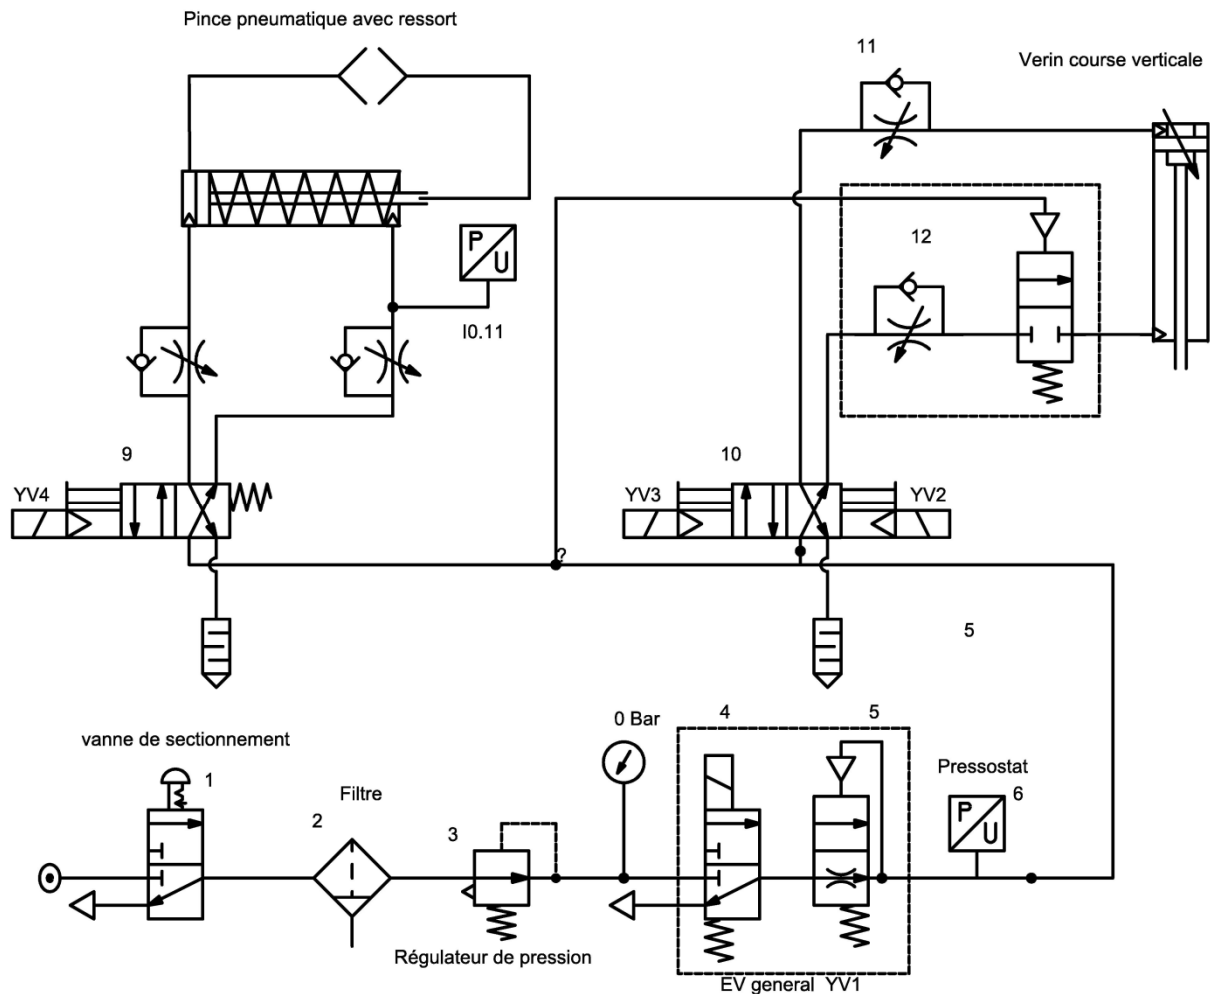 Pince pneumatique avec ressort
11
Verin course verticale
P
U
12
I0.11
9
10
YV4
YV3
YV2
?
5
0 Bar
4
5
vanne de sectionnement
Pressostat
1
Filtre
6
2
3
P
U
Régulateur de pression
EV general YV1